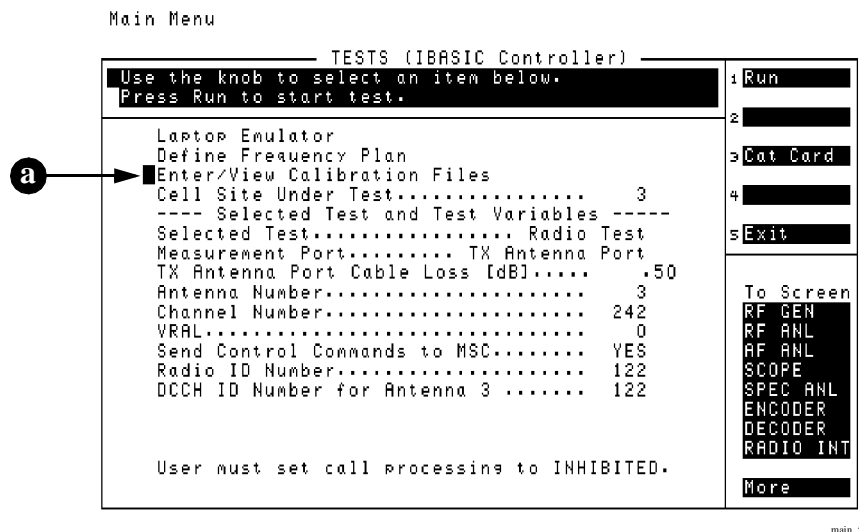 Main Menu
TESTS (IBASIC Controller)
Use the knob to select an item below.
Press Run to start test.
Laptop Emulator
Define Frequency Plan
a
Enter/View Calibration Files
Cell Site Under Test................ 3
---- Selected Test and Test Variables -----
Selected Test................. Radio Test
Measurement Port......... TX Antenna Port
TX Antenna Port Cable Loss [dB]..... .50
Antenna Number...................... 3
Channel Number...................... 242
VRAL................................ 0
Send Control Commands to MSC........ YES
Radio ID Number..................... 122
DCCH ID Number for Antenna 3 ....... 122
User must set call processing to INHIBITED.
1 Run
2
3 Cat Card
4
5 Exit
To Screen
RF GEN
RF ANL
AF ANL
SCOPE
SPEC ANL
ENCODER
DECODER
RADIO INT
More